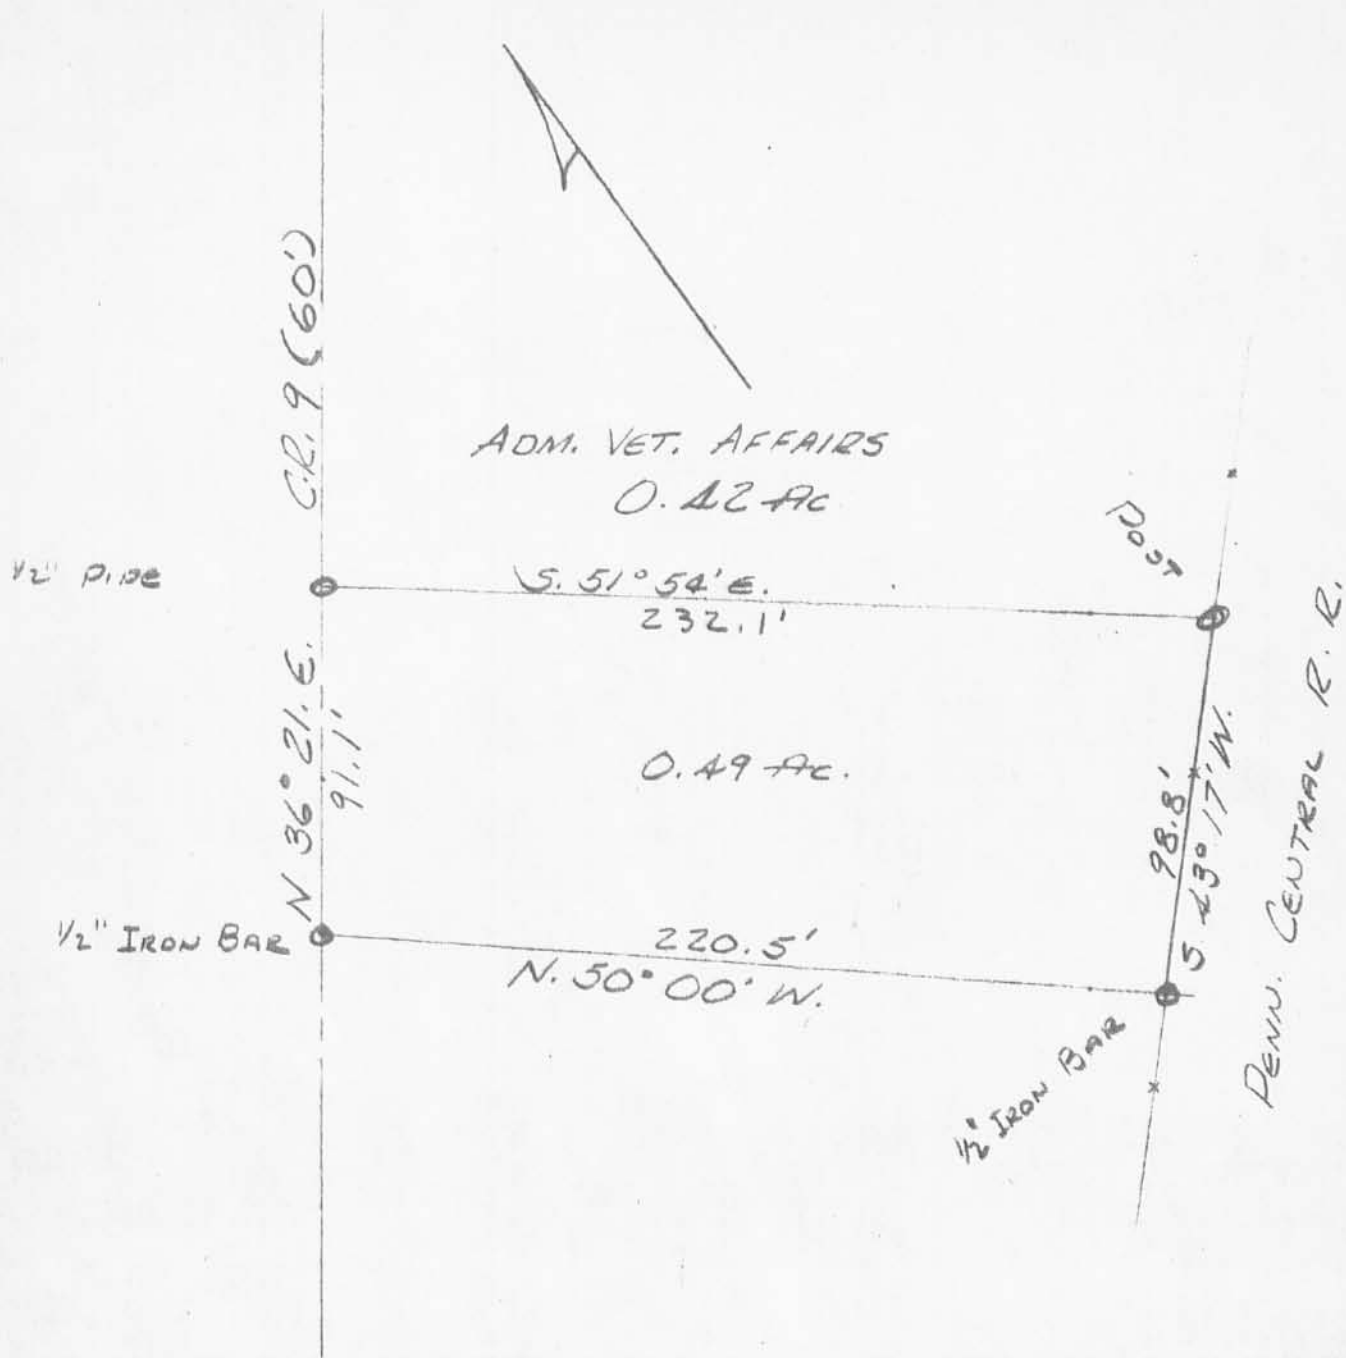 C.R. 9 (60')
ADM. VET. AFFAIRS
0.42 Ac
1/2" PIPE
S. 51° 54' E.
232.1'
N 36° 21. E.
91.1'
0.49 Ac.
98.8'
S. 43° 17' W.
PENN. CENTRAL R. R.
1/2" IRON BAR
220.5'
N. 50° 00' W.
1/2" IRON BAR